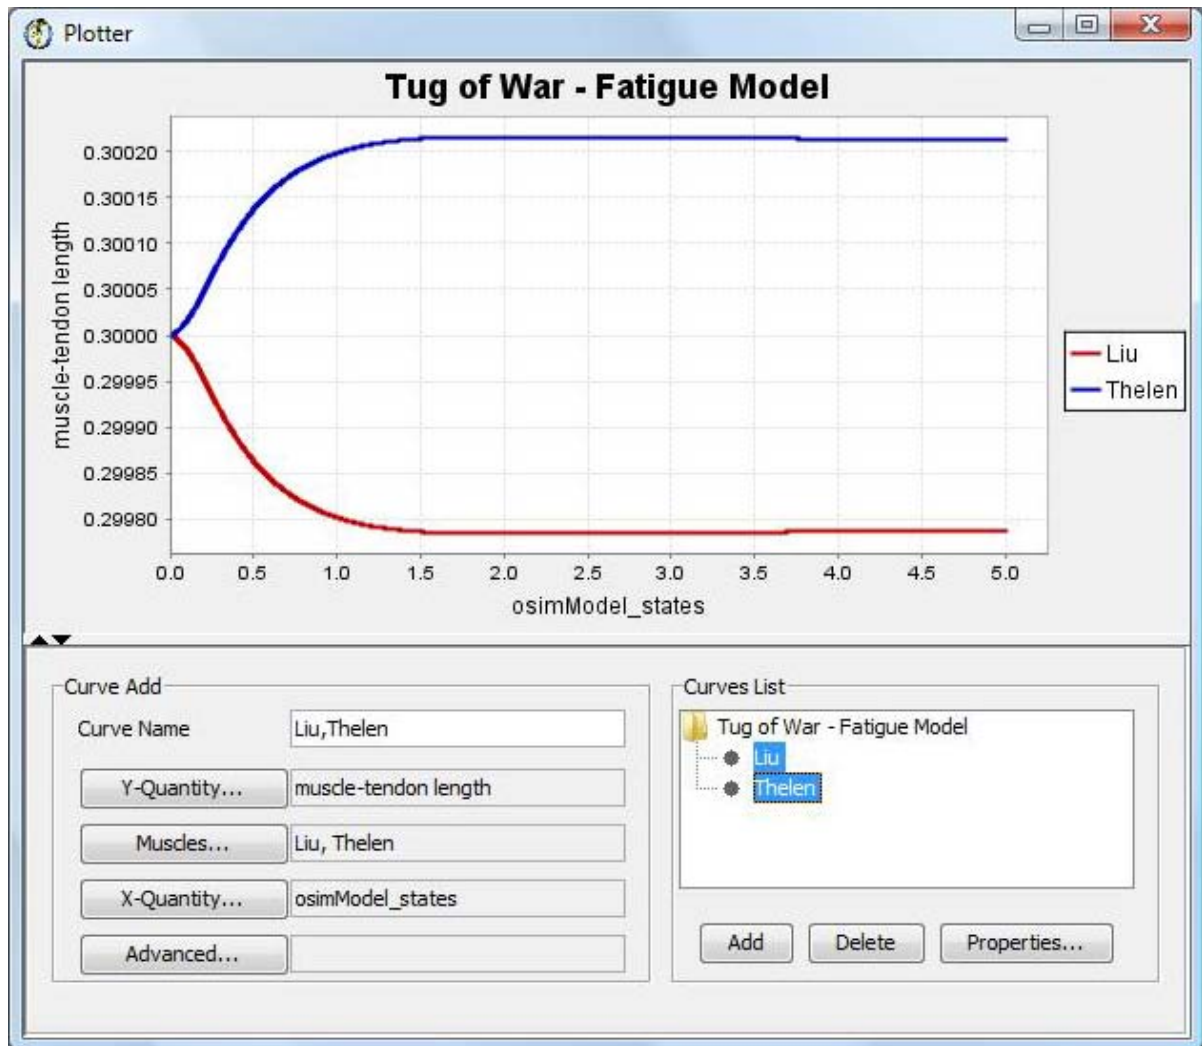 Plotter
Tug of War - Fatigue Model
muscle-tendon length
0.30020
0.30015
0.30010
0.30005
0.30000
0.29995
0.29990
0.29985
0.29980
0.0 0.5 1.0 1.5 2.0 2.5 3.0 3.5 4.0 4.5 5.0
osimModel_states
Liu
Thelen
Curve Add
Curve Name Liu,Thelen
Y-Quantity... muscle-tendon length
Muscles... Liu, Thelen
X-Quantity... osimModel_states
Advanced...
Curves List
Tug of War - Fatigue Model
Liu
Thelen
Add Delete Properties...